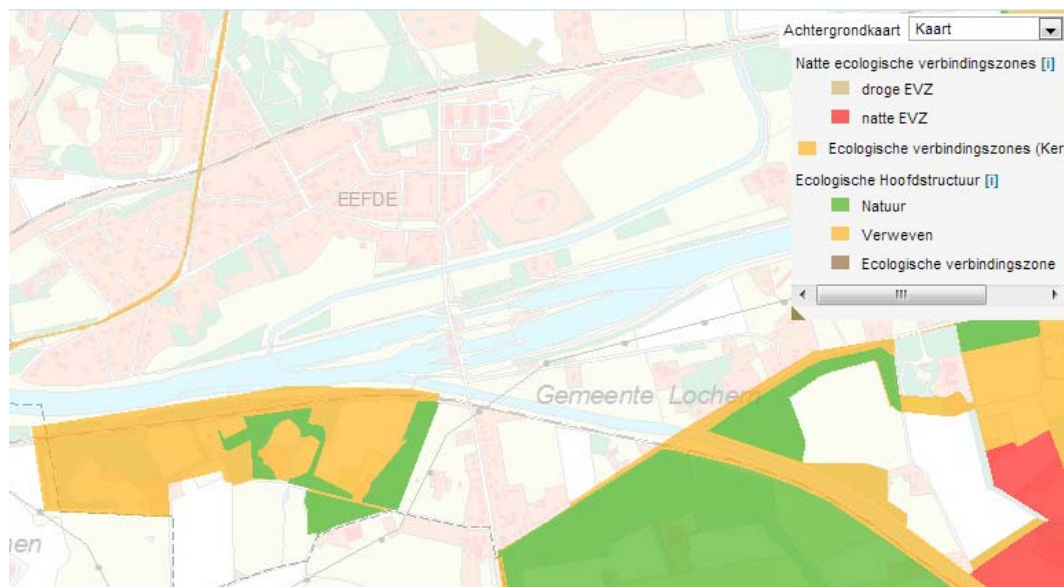 Achtergrondkaart Kaart
Natte ecologische verbindingszones [i]
droge EVZ
natte EVZ
Ecologische verbindingszones (Ker
Ecologische Hoofdstructuur [i]
Natuur
Verweven
Ecologische verbindingszone
EEFDE
Gemeente Lochem
en